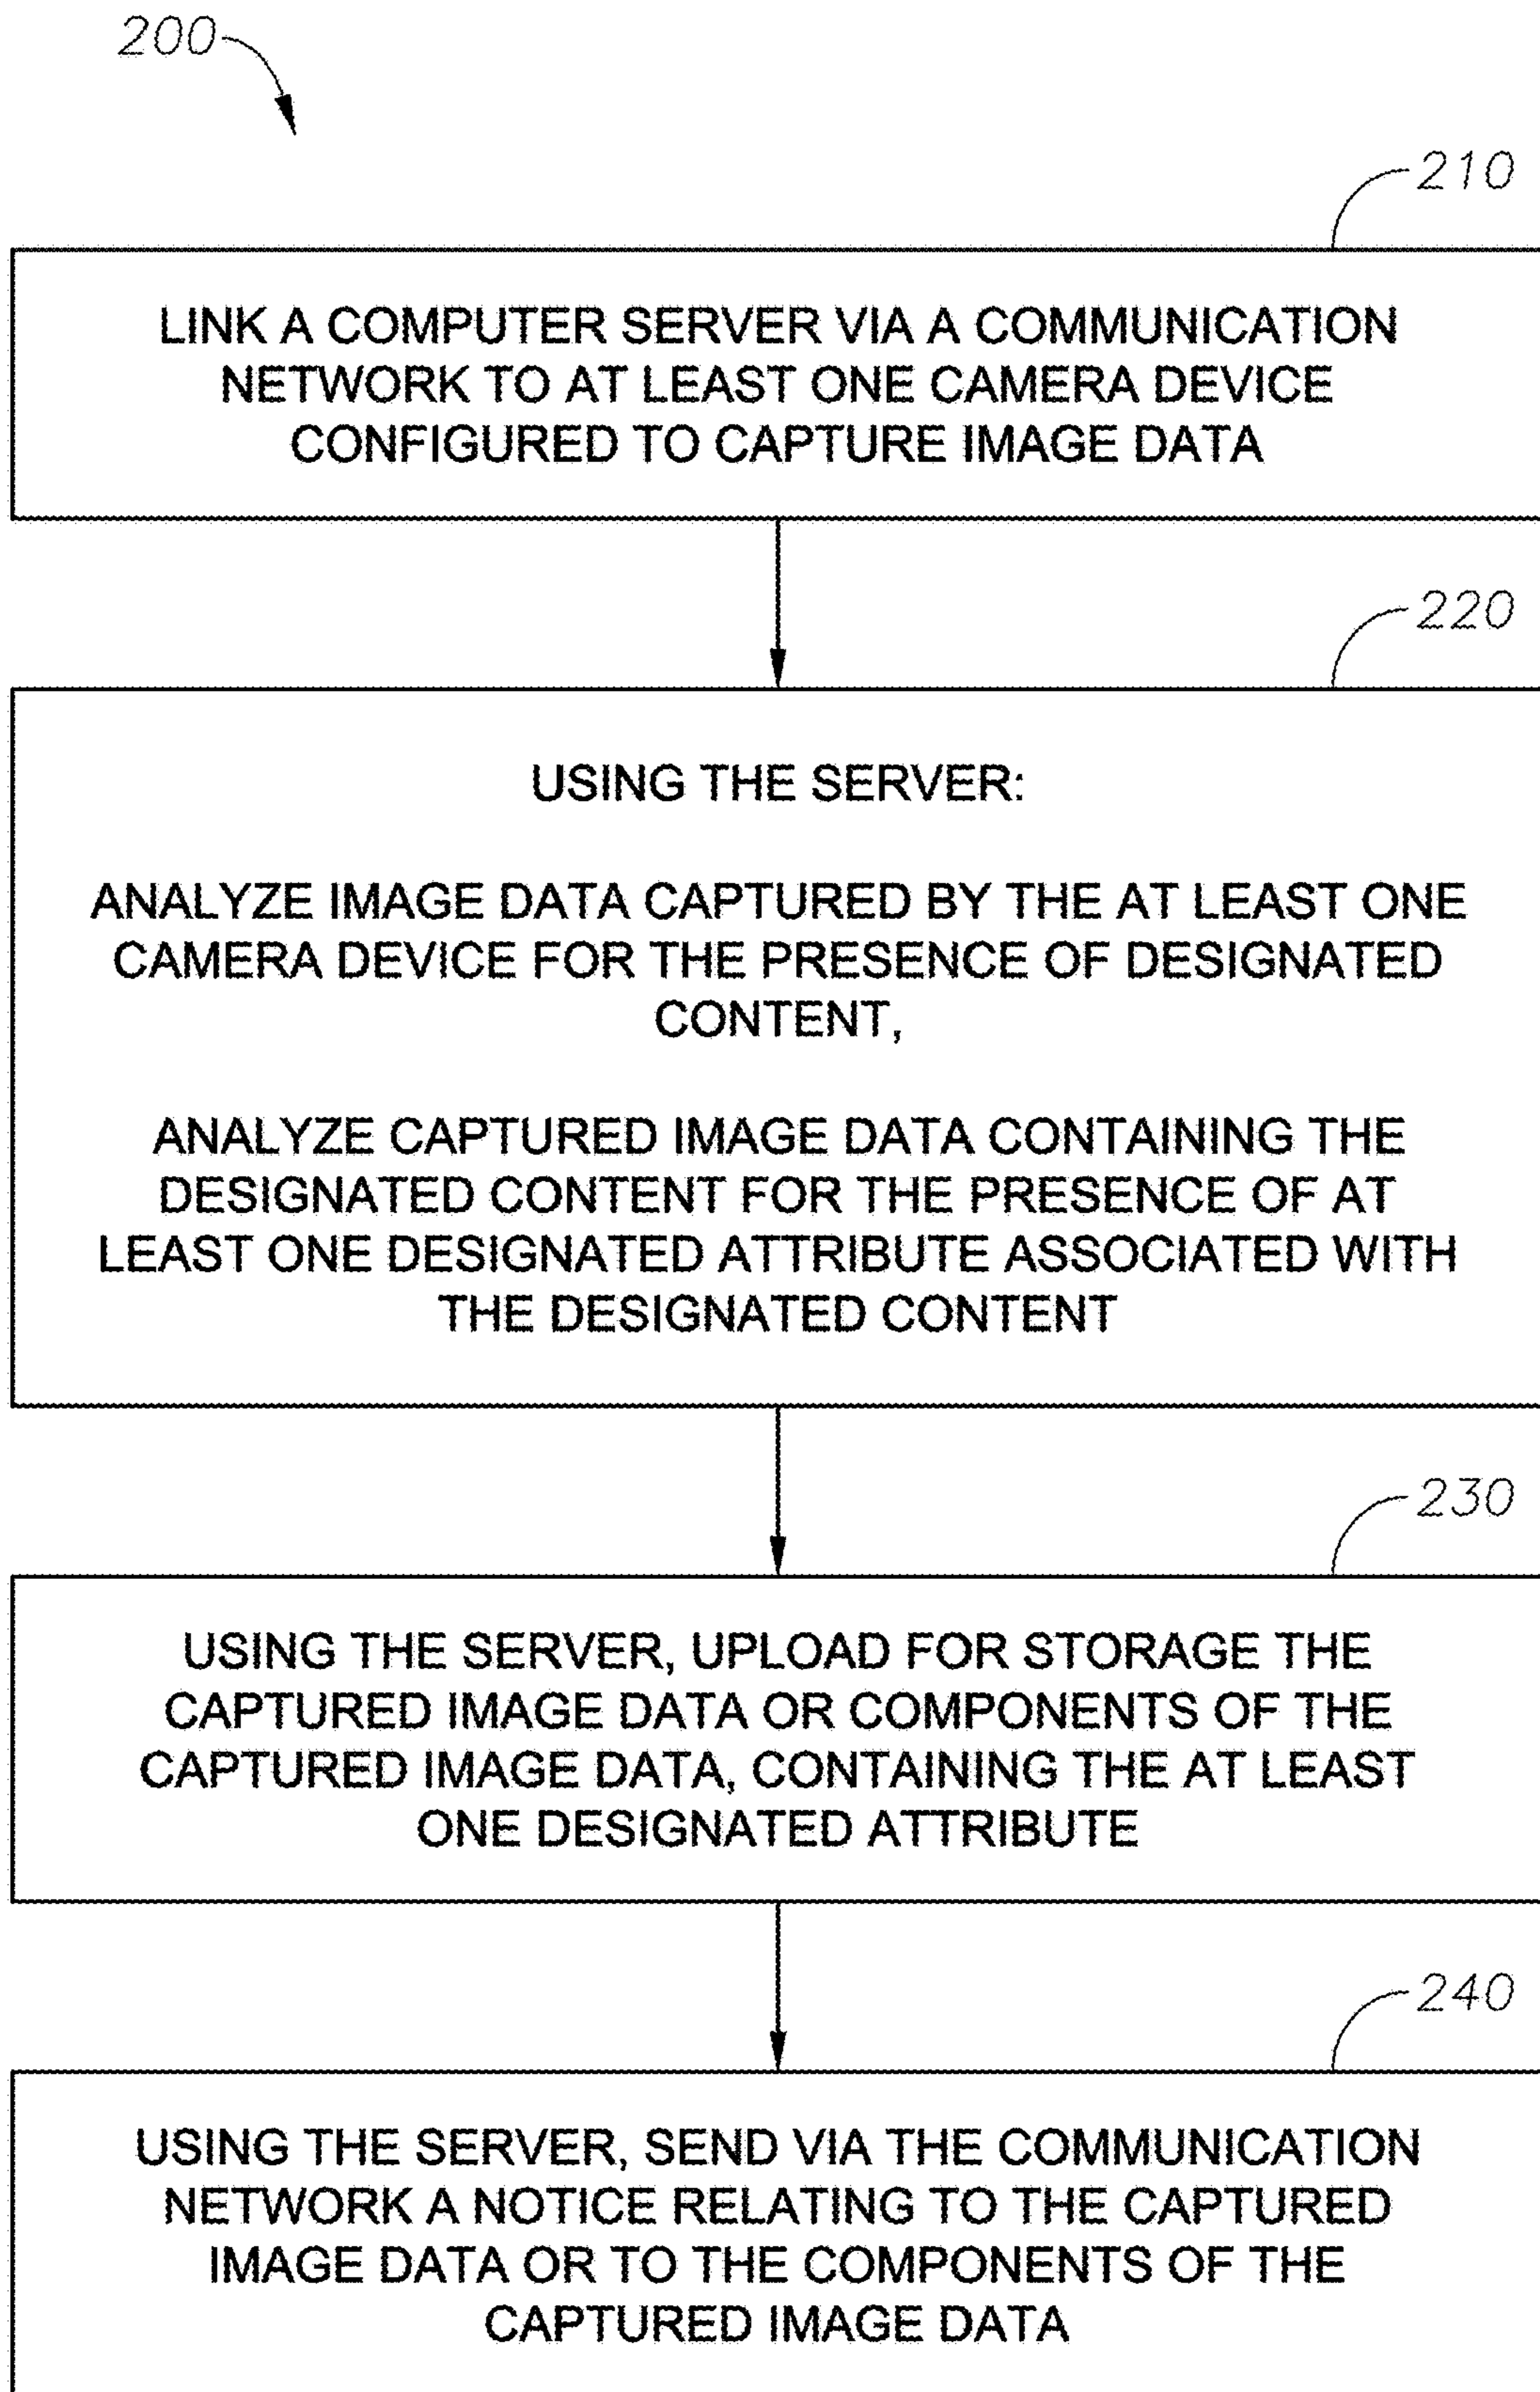 200
210
LINK A COMPUTER SERVER VIA A COMMUNICATION
NETWORK TO AT LEAST ONE CAMERA DEVICE
CONFIGURED TO CAPTURE IMAGE DATA
220
USING THE SERVER:
ANALYZE IMAGE DATA CAPTURED BY THE AT LEAST ONE
CAMERA DEVICE FOR THE PRESENCE OF DESIGNATED
CONTENT,
ANALYZE CAPTURED IMAGE DATA CONTAINING THE
DESIGNATED CONTENT FOR THE PRESENCE OF AT
LEAST ONE DESIGNATED ATTRIBUTE ASSOCIATED WITH
THE DESIGNATED CONTENT
230
USING THE SERVER, UPLOAD FOR STORAGE THE
CAPTURED IMAGE DATA OR COMPONENTS OF THE
CAPTURED IMAGE DATA, CONTAINING THE AT LEAST
ONE DESIGNATED ATTRIBUTE
240
USING THE SERVER, SEND VIA THE COMMUNICATION
NETWORK A NOTICE RELATING TO THE CAPTURED
IMAGE DATA OR TO THE COMPONENTS OF THE
CAPTURED IMAGE DATA